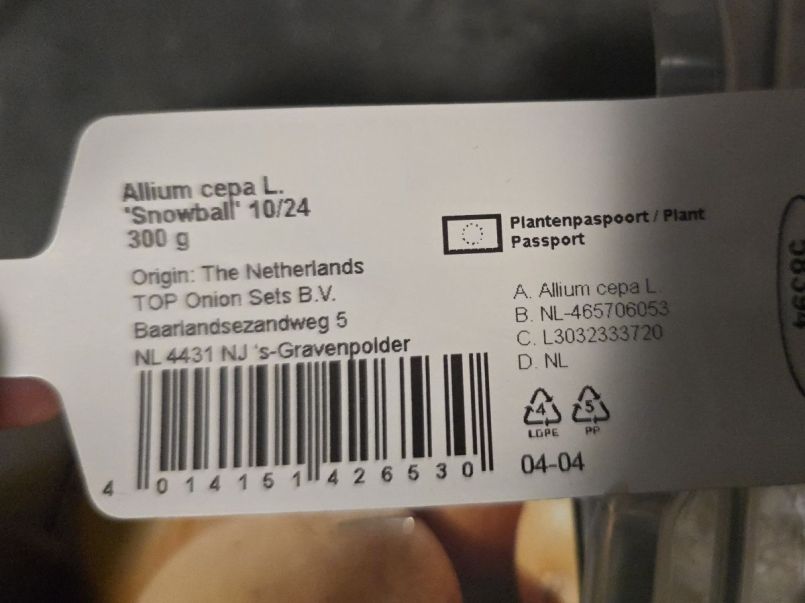 Allium cepa L.
'Snowball' 10/24
300 g
Origin: The Netherlands
TOP Onion Sets B.V.
Baarlandsezandweg 5
NL 4431 NJ 's-Gravenpolder
4 014151 426530
Plantenpaspoort / Plant
Passport
A. Allium cepa L.
B. NL-465706053
C. L3032333720
D. NL
4 5
LDPE PP
04-04